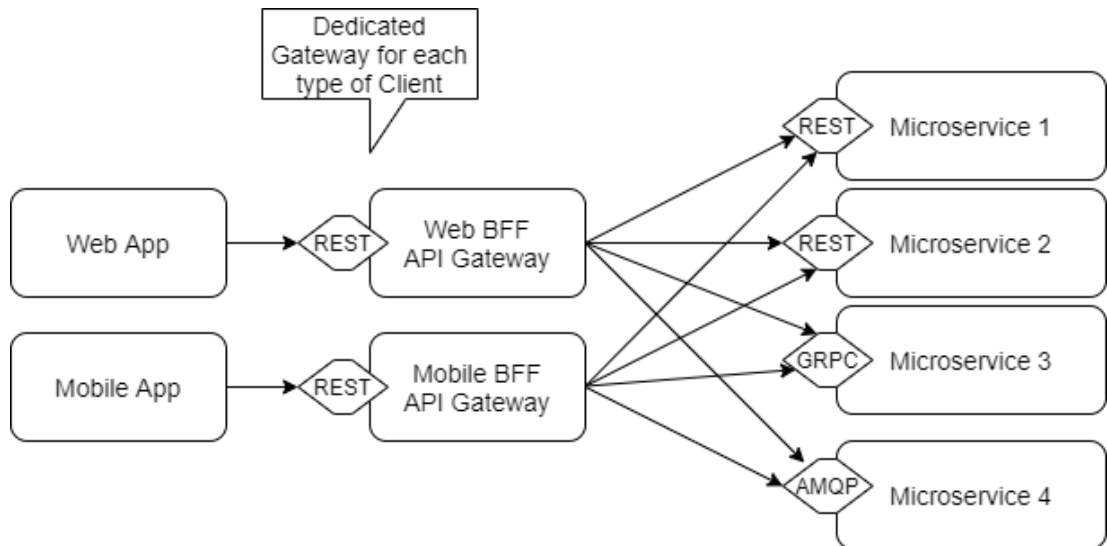 Dedicated
Gateway for each
type of Client
REST
Microservice 1
Web App
REST
Web BFF
API Gateway
REST
Microservice 2
Mobile App
REST
Mobile BFF
API Gateway
GRPC
Microservice 3
AMQP
Microservice 4